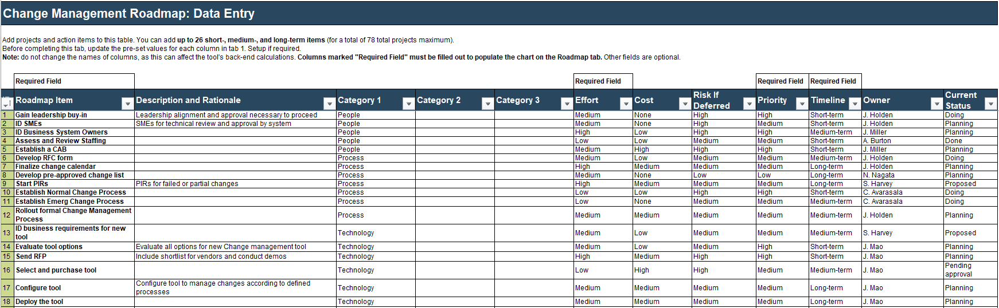 Change Management Roadmap: Data Entry
Add projects and action items to this table. You can add up to 26 short-, medium-, and long-term items (for a total of 78 total projects maximum).
Before completing this tab, update the pre-set values for each column in tab 1. Setup if required.
Note: do not change the names of columns, as this can affect the tool's back-end calculations. Columns marked "Required Field" must be filled out to populate the chart on the Roadmap tab. Other fields are optional.
Required Field Required Field Required Field Required Field
Roadmap Item Description and Rationale Category 1 Category 2 Category 3 Effort Cost Risk If Deferred Priority Timeline Owner Current Status
1 Gain leadership buy-in Leadership alignment and approval necessary to proceed People Medium None High High Short-term J. Holden Doing
2 ID SMEs SMEs for technical review and approval by system People Medium None High Medium Short-term J. Holden Planning
3 ID Business System Owners People High Low High High Medium-term J. Miller Planning
4 Assess and Review Staffing People Low Low Medium Medium Short-term A. Burton Done
5 Establish a CAB People Medium High High High Short-term J. Miller Planning
6 Develop RFC form Process Medium Low Medium Medium Medium-term J. Holden Doing
7 Finalize change calendar Process High Medium Medium Medium Long-term J. Holden Planning
8 Develop pre-approved change list Process Medium None Low Low Long-term N. Nagata Planning
9 Start PIRs PIRs for failed or partial changes Process High Medium Medium Medium Long-term S. Harvey Proposed
10 Establish Normal Change Process Process Low Low High High Short-term C. Avarasala Doing
11 Establish Emerg Change Process Process Low None Medium Medium Medium-term C. Avarasala Doing
12 Rollout formal Change Management Process Process Medium Medium Medium Medium Medium-term J. Holden Planning
13 ID business requirements for new tool Technology Medium Low Medium Medium Medium-term S. Harvey Proposed
14 Evaluate tool options Evaluate all options for new Change management tool Technology Medium Low Medium High Short-term J. Mao Planning
15 Send RFP Include shortlist for vendors and conduct demos Technology High Medium High High Short-term J. Mao Planning
16 Select and purchase tool Technology Low High High Medium Medium-term J. Mao Pending approval
17 Configure tool Configure tool to manage changes according to defined processes Technology Medium Medium Medium Medium Long-term J. Mao Planning
18 Deploy the tool Technology Medium Medium Medium Medium Long-term J. Mao Planning